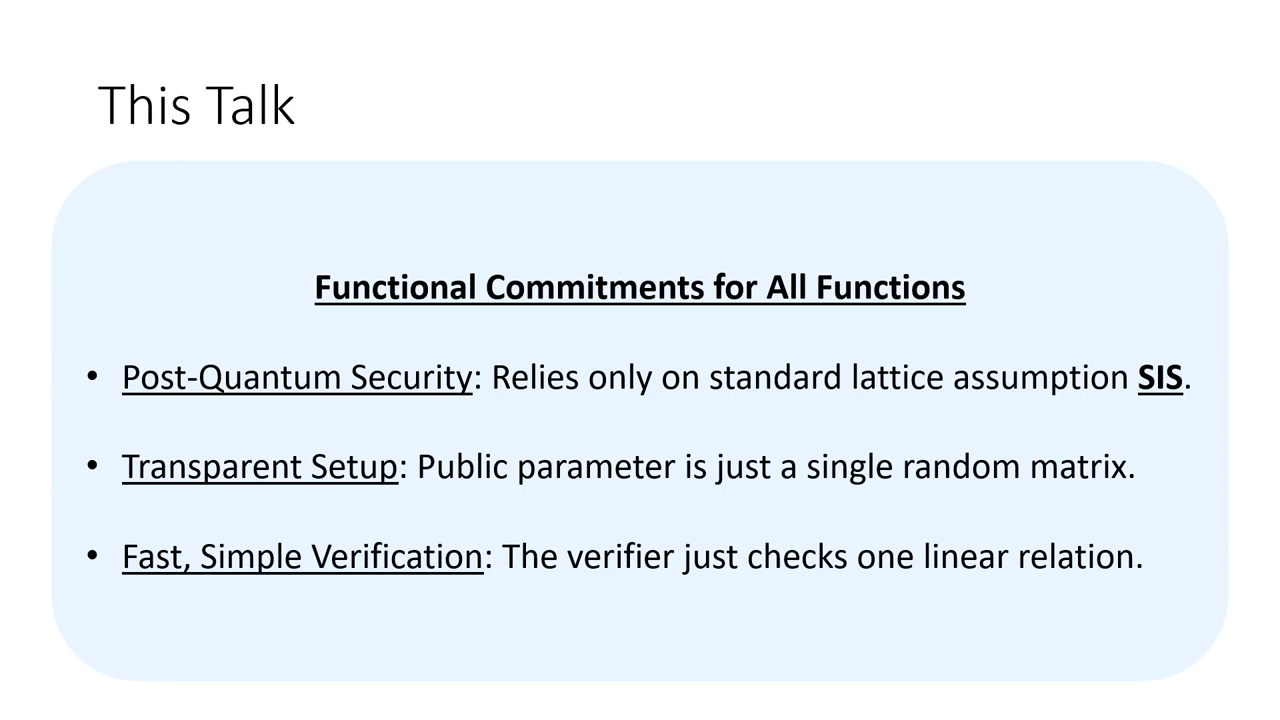 This Talk
Functional Commitments for All Functions
• Post-Quantum Security: Relies only on standard lattice assumption SIS.
• Transparent Setup: Public parameter is just a single random matrix.
• Fast, Simple Verification: The verifier just checks one linear relation.